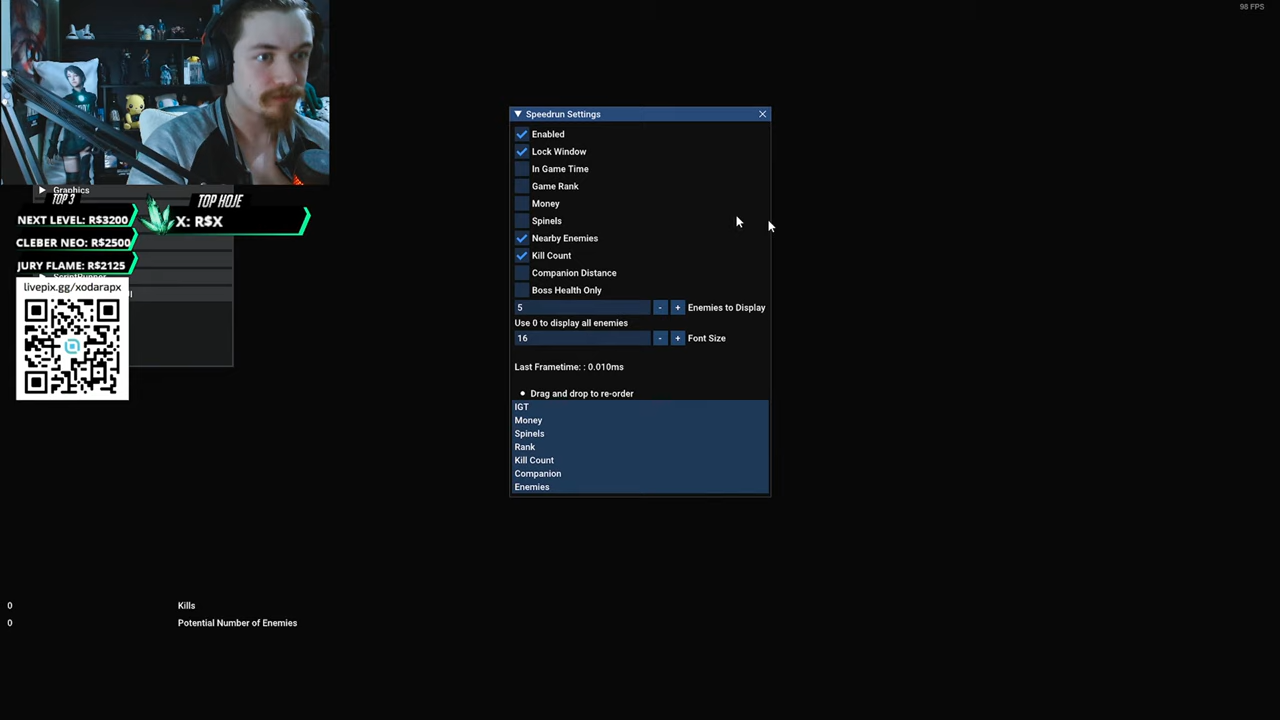 98 FPS
Speedrun Settings
Enabled
Lock Window
In Game Time
Game Rank
Money
Spinels
Nearby Enemies
Kill Count
Companion Distance
Boss Health Only
5 - + Enemies to Display
Use 0 to display all enemies
16 - + Font Size
Last Frametime: : 0.010ms
Drag and drop to re-order
IGT
Money
Spinels
Rank
Kill Count
Companion
Enemies
Graphics
TOP 3
NEXT LEVEL: R$3200
CLEBER NEO: R$2500
JURY FLAME: R$2125
TOP HOJE
X: R$X
ScriptRunner
livepix.gg/xodarapx
0 Kills
0 Potential Number of Enemies